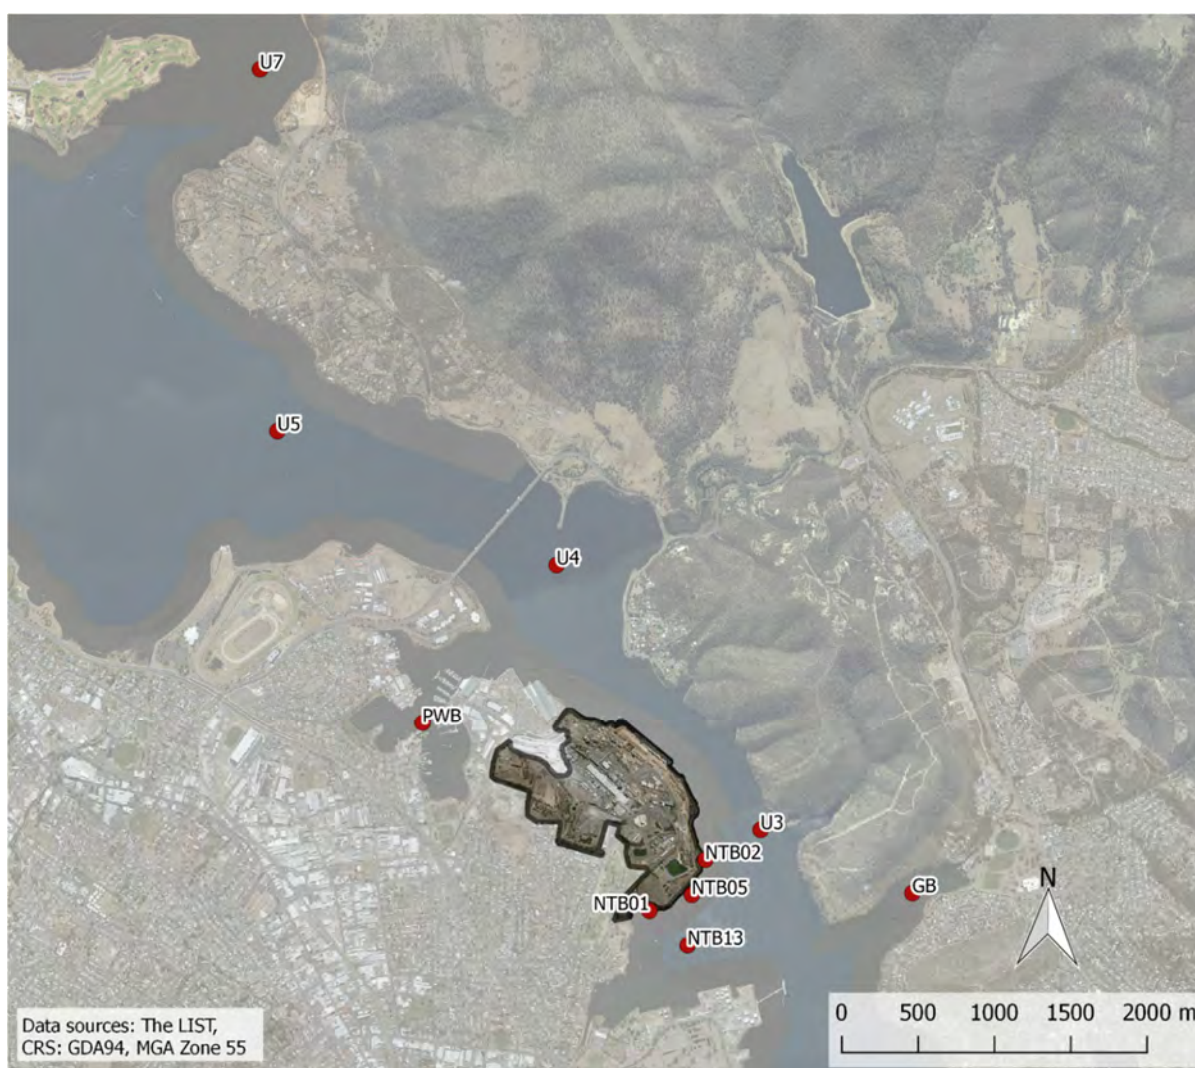 U7
U5
U4
PWB
U3
NTB02
NTB05
GB
NTB01
NTB13
N
Data sources: The LIST,
CRS: GDA94, MGA Zone 55
0 500 1000 1500 2000 m